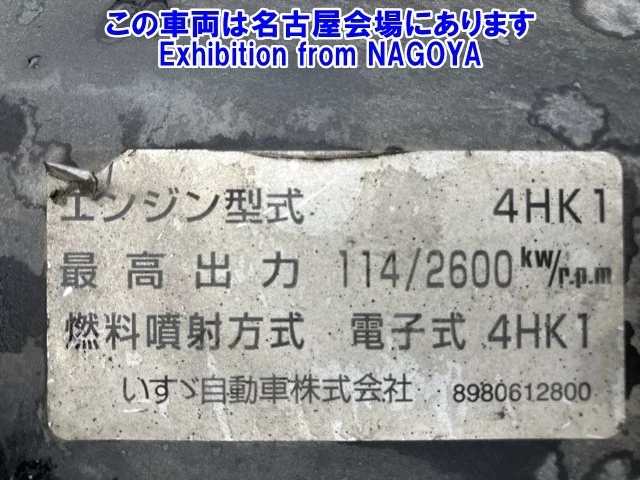 この車両は名古屋会場にあります
Exhibition from NAGOYA
エンジン型式 4HK1
最高出力 114/2600 kw/r.p.m
燃料噴射方式 電子式 4HK1
いすゞ自動車株式会社 8980612800